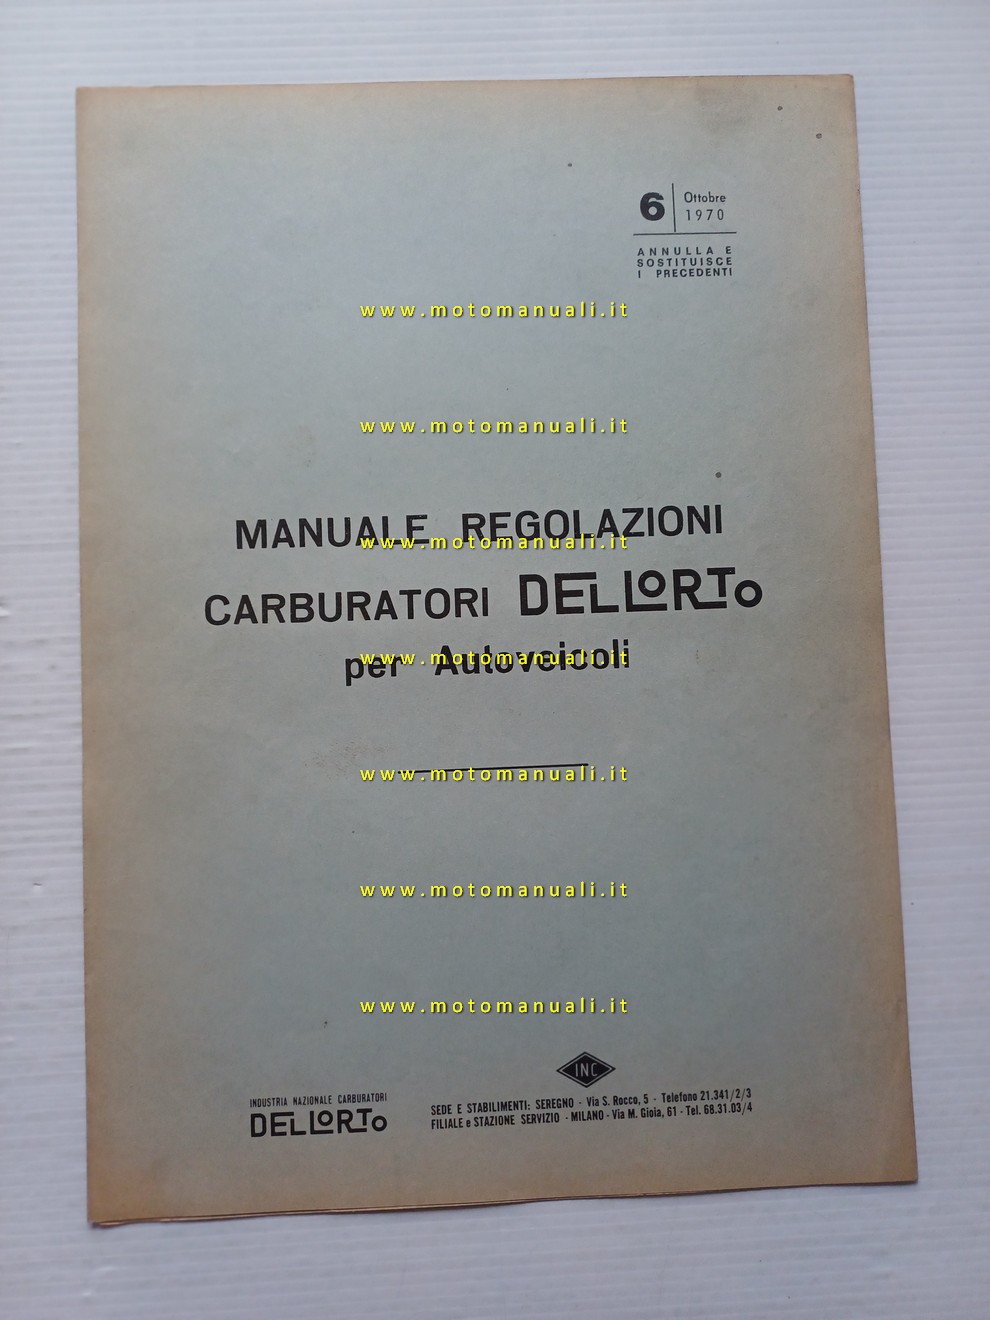 6 Ottobre
1970
ANNULLA E
SOSTITUISCE
I PRECEDENTI
www.motomanuali.it
www.motomanuali.it
MANUALE REGOLAZIONI
www.motomanuali.it
CARBURATORI DELLORTO
per Autoveicoli
www.motomanuali.it
www.motomanuali.it
www.motomanuali.it
www.motomanuali.it
INC
INDUSTRIA NAZIONALE CARBURATORI
DELLORTO
SEDE E STABILIMENTI: SEREGNO - Via S. Rocco, 5 - Telefono 21.341/2/3
FILIALE e STAZIONE SERVIZIO - MILANO - Via M. Gioia, 61 - Tel. 68.31.03/4